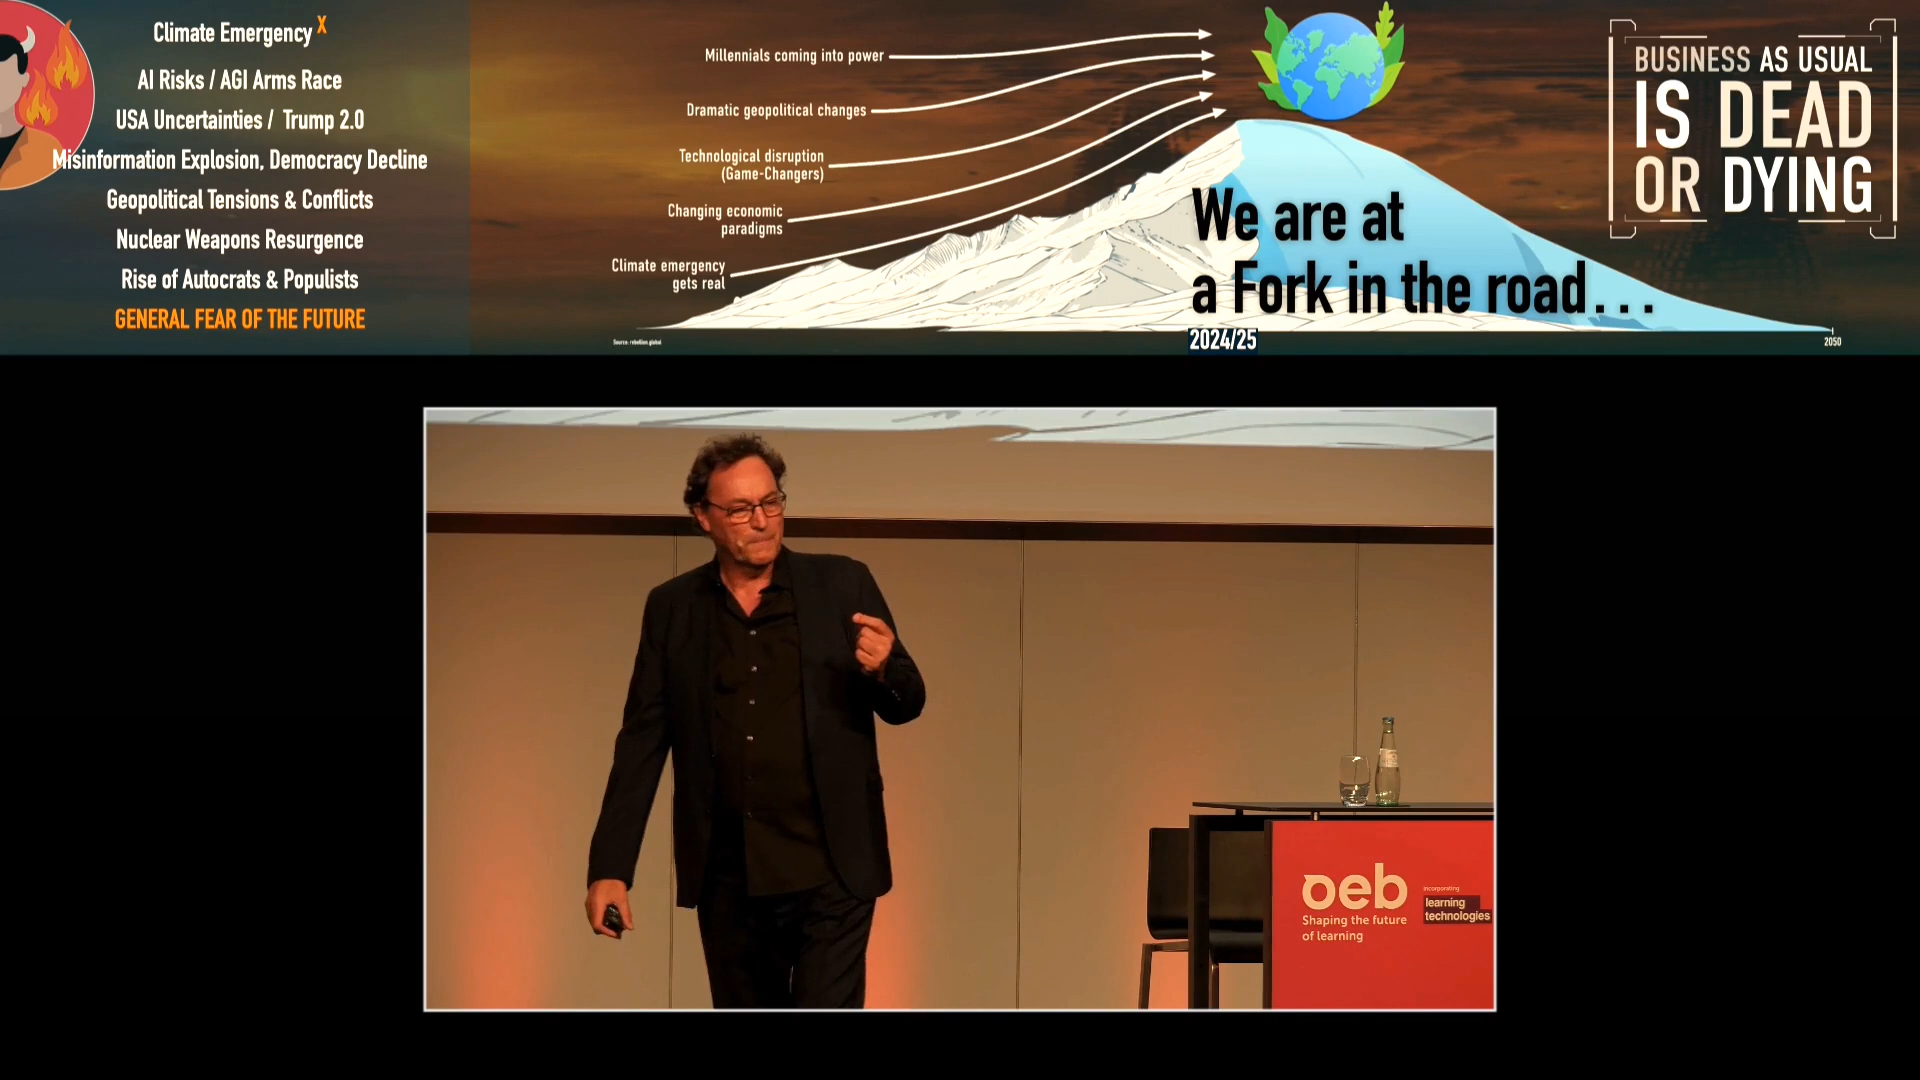 Climate Emergency X
AI Risks / AGI Arms Race
USA Uncertainties / Trump 2.0
Misinformation Explosion, Democracy Decline
Geopolitical Tensions & Conflicts
Nuclear Weapons Resurgence
Rise of Autocrats & Populists
GENERAL FEAR OF THE FUTURE
Millennials coming into power
Dramatic geopolitical changes
Technological disruption
(Game-Changers)
Changing economic
paradigms
Climate emergency
gets real
Source: rebellion.global
We are at
a Fork in the road...
2024/25
2050
BUSINESS AS USUAL
IS DEAD
OR DYING
oeb
Shaping the future
of learning
incorporating
learning
technologies